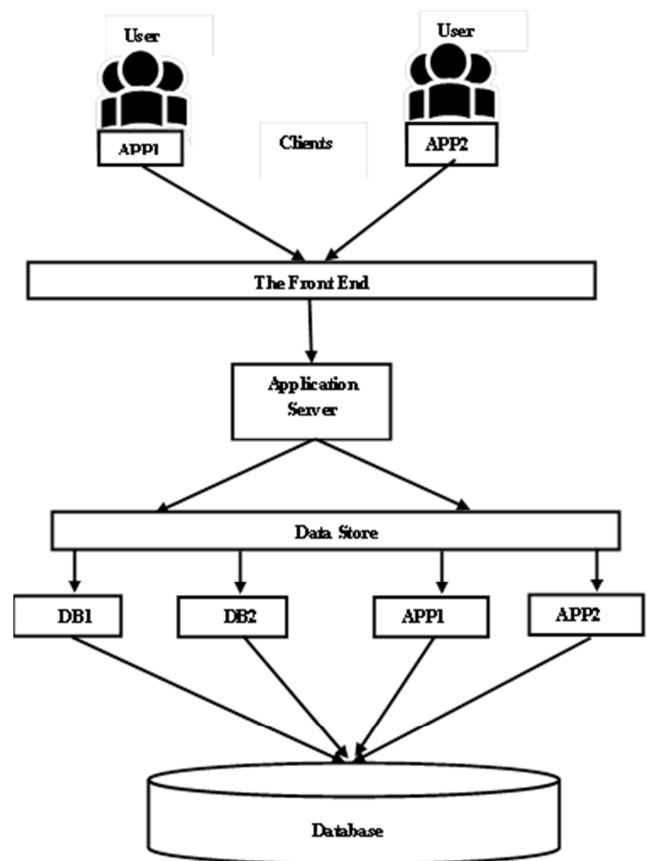 User
User
APP1
Clients
APP2
The Front End
Application
Server
Data Store
DB1
DB2
APP1
APP2
Database